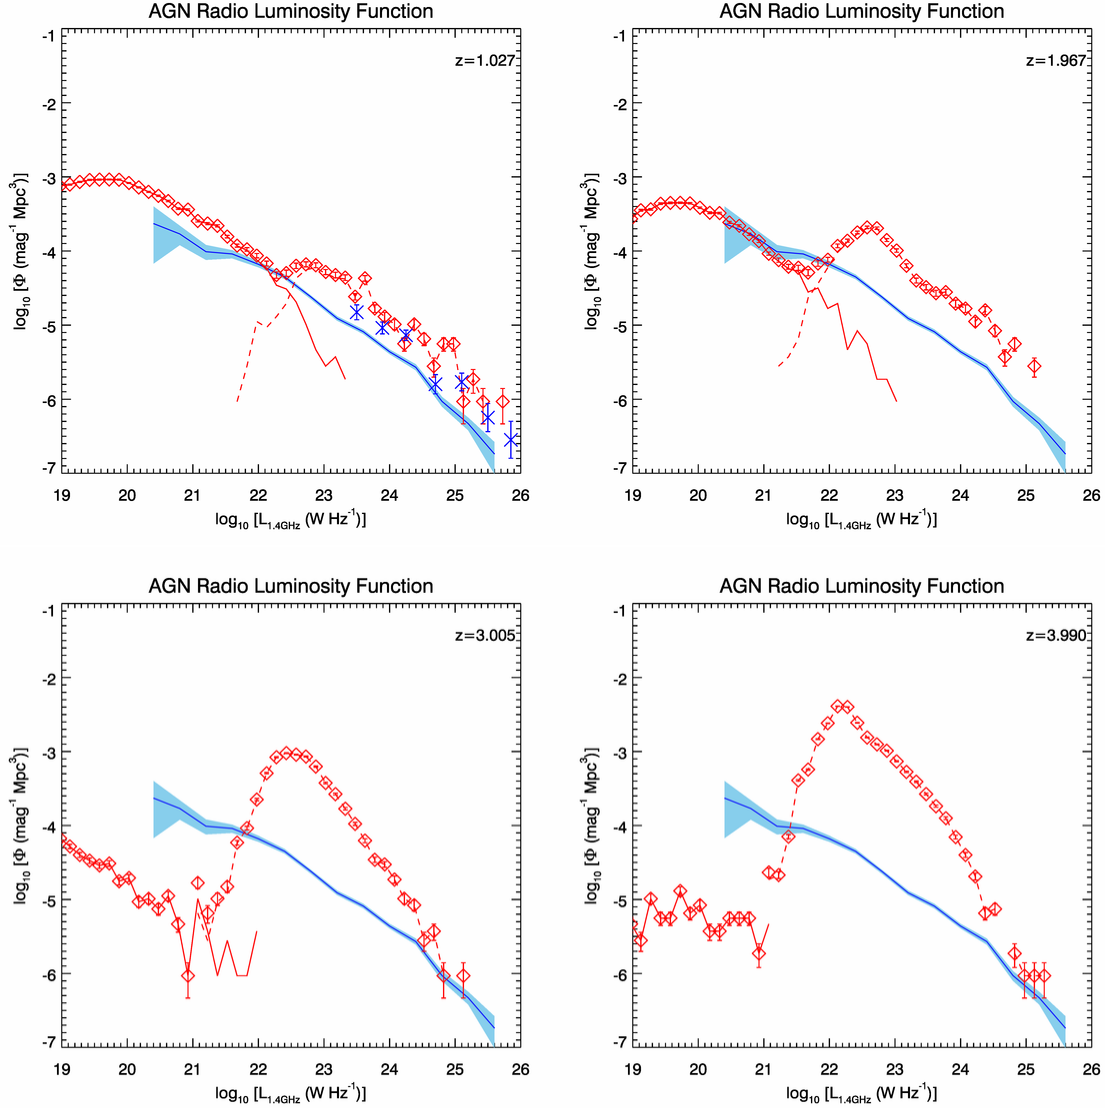 AGN Radio Luminosity Function
z=1.027
-1
-2
-3
-4
-5
-6
-7
log₁₀ [Φ (mag⁻¹ Mpc³)]
19 20 21 22 23 24 25 26
log₁₀ [L₁.₄GHz (W Hz⁻¹)]
AGN Radio Luminosity Function
z=1.967
-1
-2
-3
-4
-5
-6
-7
log₁₀ [Φ (mag⁻¹ Mpc³)]
19 20 21 22 23 24 25 26
log₁₀ [L₁.₄GHz (W Hz⁻¹)]
AGN Radio Luminosity Function
z=3.005
-1
-2
-3
-4
-5
-6
-7
log₁₀ [Φ (mag⁻¹ Mpc³)]
19 20 21 22 23 24 25 26
log₁₀ [L₁.₄GHz (W Hz⁻¹)]
AGN Radio Luminosity Function
z=3.990
-1
-2
-3
-4
-5
-6
-7
log₁₀ [Φ (mag⁻¹ Mpc³)]
19 20 21 22 23 24 25 26
log₁₀ [L₁.₄GHz (W Hz⁻¹)]